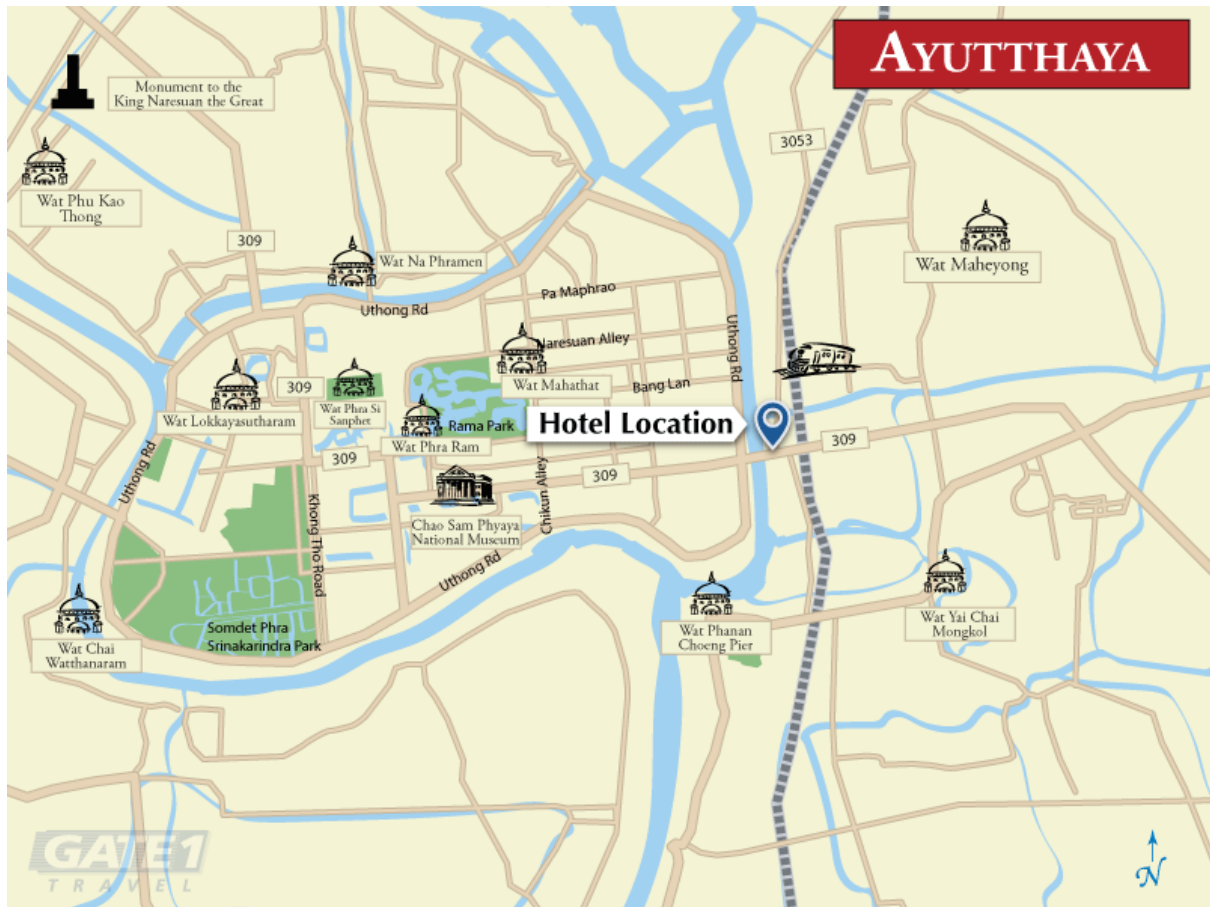 AYUTTHAYA
Monument to the
King Naresuan the Great
3053
Wat Phu Kao
Thong
309
Wat Na Phramen
Wat Maheyong
Pa Maphrao
Uthong Rd
Naresuan Alley
Uthong Rd
309
Wat Mahathat
Bang Lan
Wat Lokkayasutharam
Wat Phra Si
Sanphet
Rama Park
Hotel Location
Wat Phra Ram
309
309
309
Uthong Rd
Khong Tho Road
Chikun Alley
Chao Sam Phyaya
National Museum
Uthong Rd
Wat Yai Chai
Mongkol
Wat Phanan
Choeng Pier
Somdet Phra
Srinakarindra Park
Wat Chai
Watthanaram
GATE1
TRAVEL
N